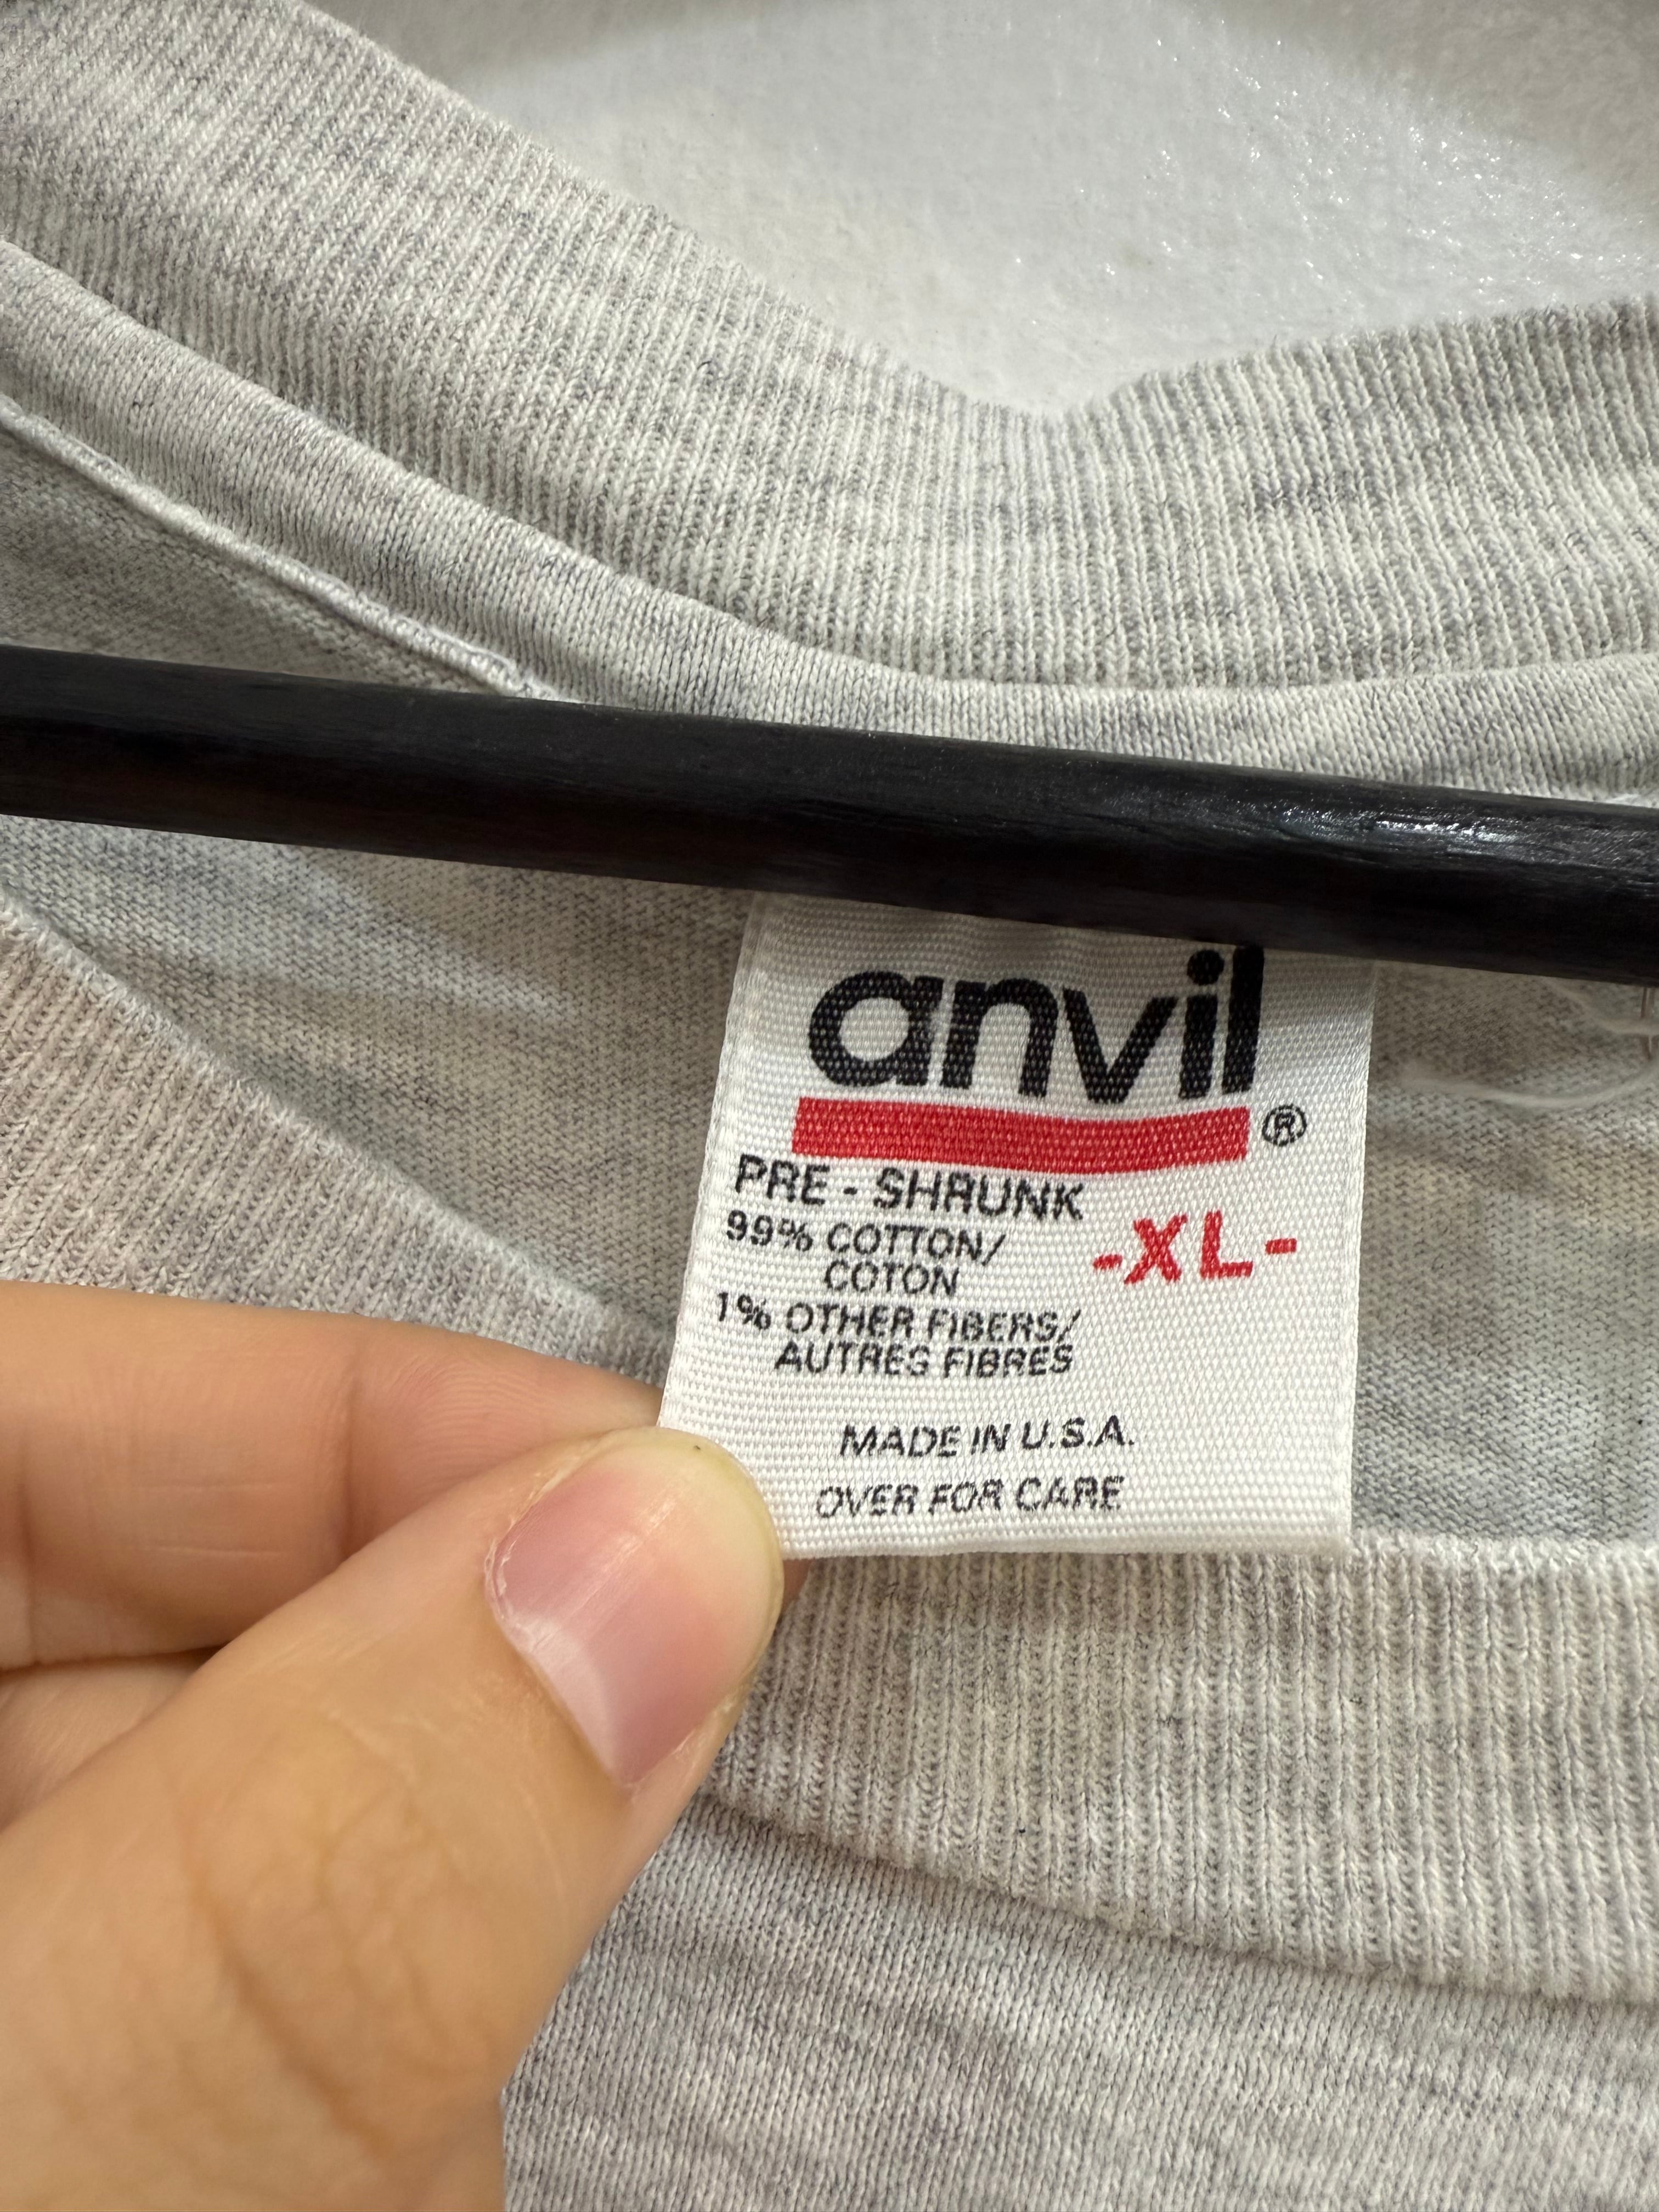 anvil®
PRE - SHRUNK
99% COTTON/
COTON
-XL-
1% OTHER FIBERS/
AUTRES FIBRES
MADE IN U.S.A.
OVER FOR CARE